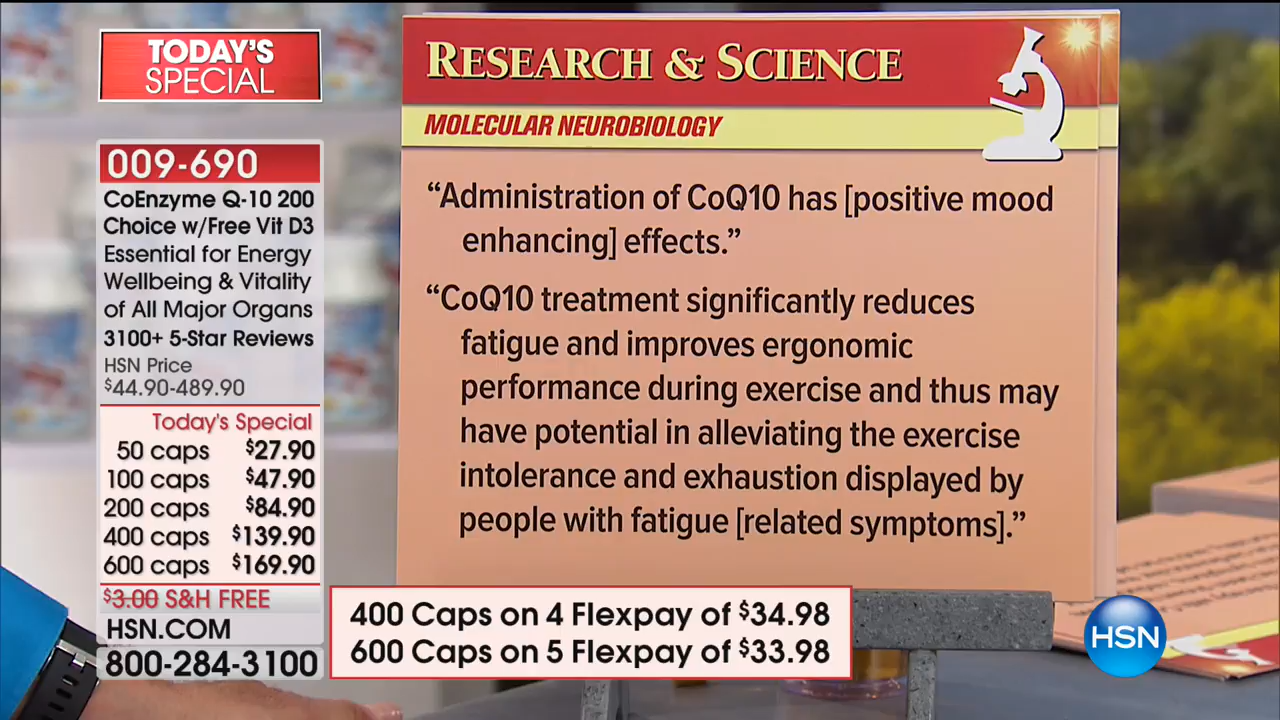 TODAY'S
SPECIAL
009-690
CoEnzyme Q-10 200
Choice w/Free Vit D3
Essential for Energy
Wellbeing & Vitality
of All Major Organs
3100+ 5-Star Reviews
HSN Price
$44.90-489.90
Today's Special
50 caps $27.90
100 caps $47.90
200 caps $84.90
400 caps $139.90
600 caps $169.90
$3.00 S&H FREE
HSN.COM
800-284-3100
RESEARCH & SCIENCE
MOLECULAR NEUROBIOLOGY
“Administration of CoQ10 has [positive mood
enhancing] effects.”
“CoQ10 treatment significantly reduces
fatigue and improves ergonomic
performance during exercise and thus may
have potential in alleviating the exercise
intolerance and exhaustion displayed by
people with fatigue [related symptoms].”
400 Caps on 4 Flexpay of $34.98
600 Caps on 5 Flexpay of $33.98
HSN